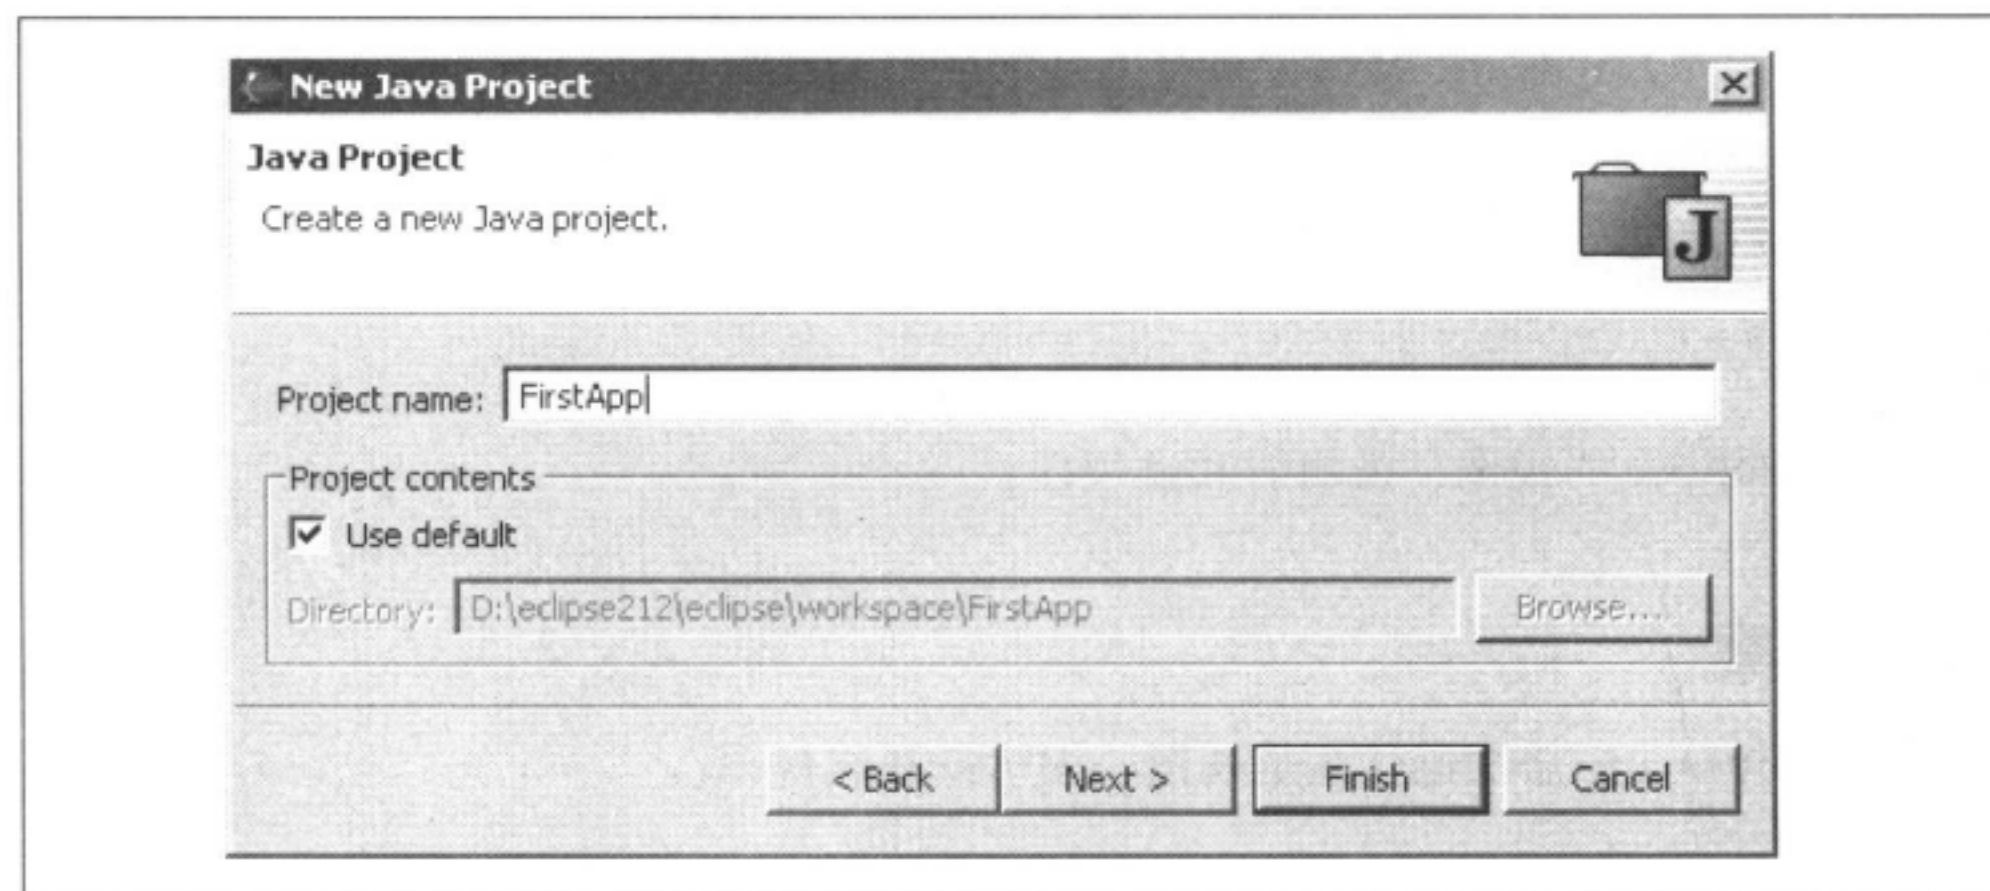 New Java Project
Java Project
Create a new Java project.
J
Project name: FirstApp
Project contents
Use default
Directory: D:\eclipse212\eclipse\workspace\FirstApp Browse...
< Back Next > Finish Cancel